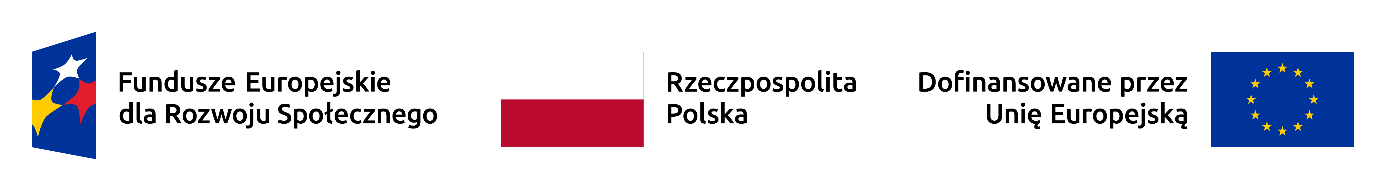 Fundusze Europejskie
dla Rozwoju Społecznego
Rzeczpospolita
Polska
Dofinansowane przez
Unię Europejską